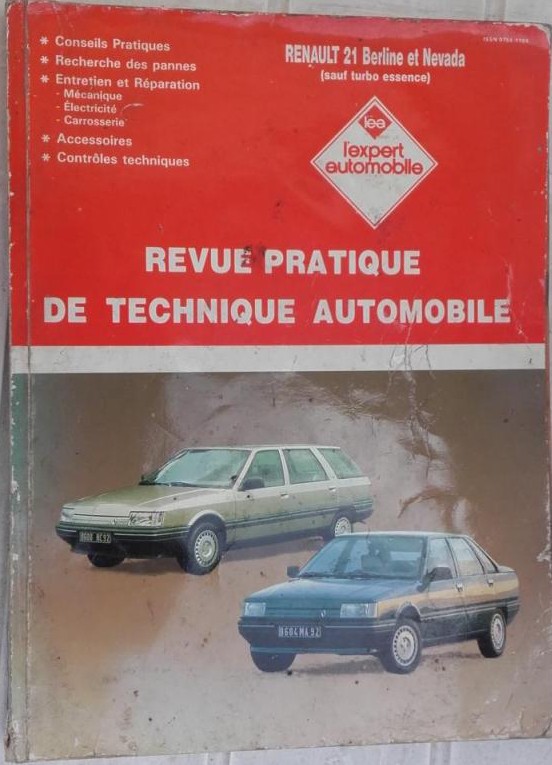 * Conseils Pratiques
* Recherche des pannes
* Entretien et Réparation
- Mécanique
- Électricité
- Carrosserie
* Accessoires
* Contrôles techniques
RENAULT 21 Berline et Nevada
(sauf turbo essence)
léa
l'expert
automobile
REVUE PRATIQUE
DE TECHNIQUE AUTOMOBILE